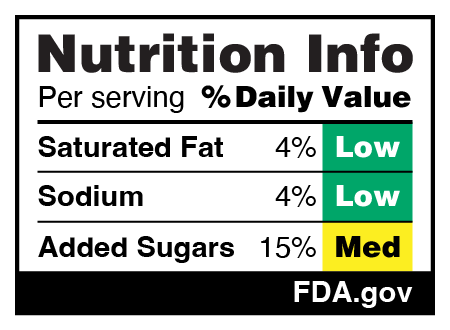 Nutrition Info
Per serving % Daily Value
Saturated Fat 4% Low
Sodium 4% Low
Added Sugars 15% Med
FDA.gov